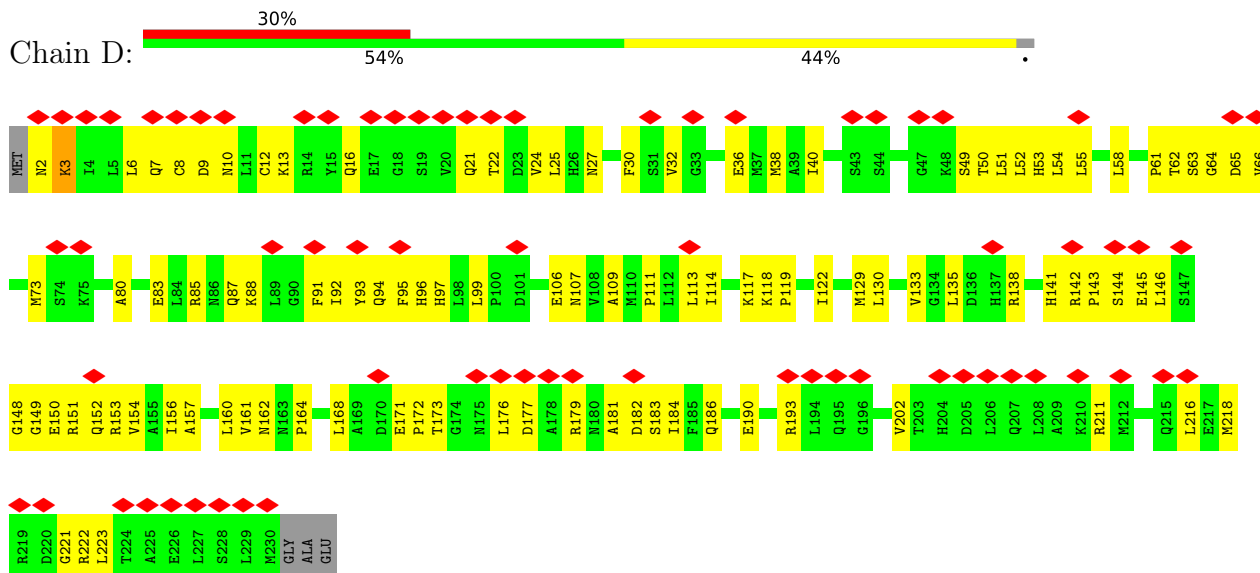 30%
Chain D:
54% 44% •
MET N2 K3 I4 L5 L6 Q7 C8 D9 N10 L11 C12 K13 R14 Y15 Q16 E17 G18 S19 V20 Q21 T22 D23 V24 L25 H26 N27 F30 S31 V32 G33 E36 M37 M38 A39 I40 S43 S44 G47 K48 S49 T50 L51 L52 H53 L54 L55 L58 P61 T62 S63 G64 D65 V66
M73 S74 K75 A80 E83 L84 R85 N86 Q87 K88 L89 G90 F91 I92 Y93 Q94 F95 H96 H97 L98 L99 P100 D101 E106 N107 V108 A109 M110 P111 L112 L113 I114 K117 K118 P119 I122 M129 L130 V133 G134 L135 D136 H137 R138 H141 R142 P143 S144 E145 L146 S147
G148 G149 E150 R151 Q152 R153 V154 A155 I156 A157 L160 V161 N162 N163 P164 L168 A169 D170 E171 P172 T173 G174 N175 L176 D177 A178 R179 N180 A181 D182 S183 I184 F185 Q186 E190 R193 L194 Q195 G196 V202 T203 H204 D205 L206 Q207 L208 A209 K210 R211 M212 Q215 L216 E217 M218
R219 D220 G221 R222 L223 T224 A225 E226 L227 S228 L229 M230 GLY ALA GLU